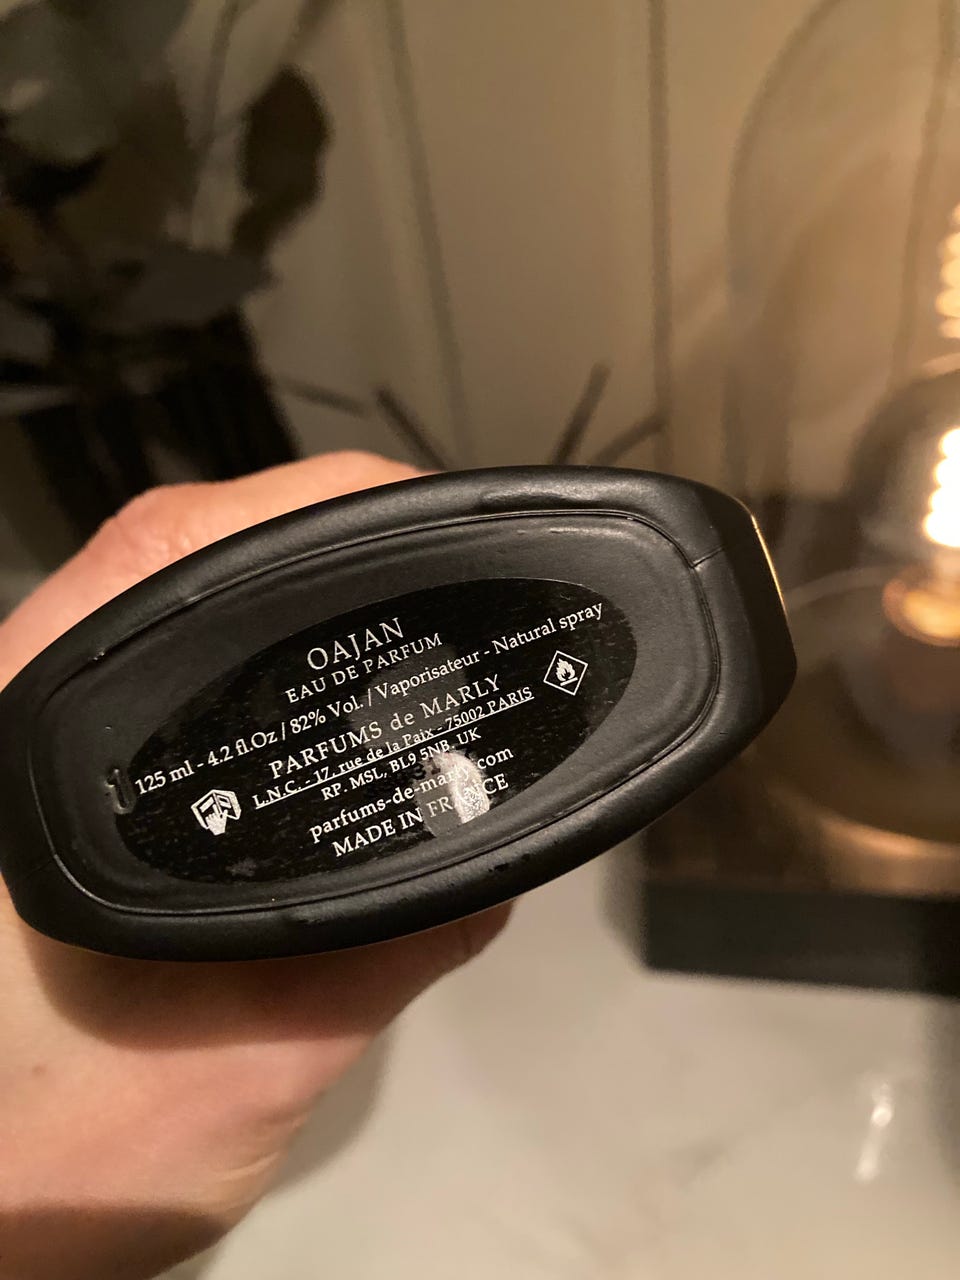 OAJAN
EAU DE PARFUM
125 ml - 4.2 fl.Oz / 82% Vol. / Vaporisateur - Natural spray
PARFUMS de MARLY
L.N.C. - 17, rue de la Paix - 75002 PARIS
RP. MSL, BL9 5NB, UK
parfums-de-marly.com
MADE IN FRANCE